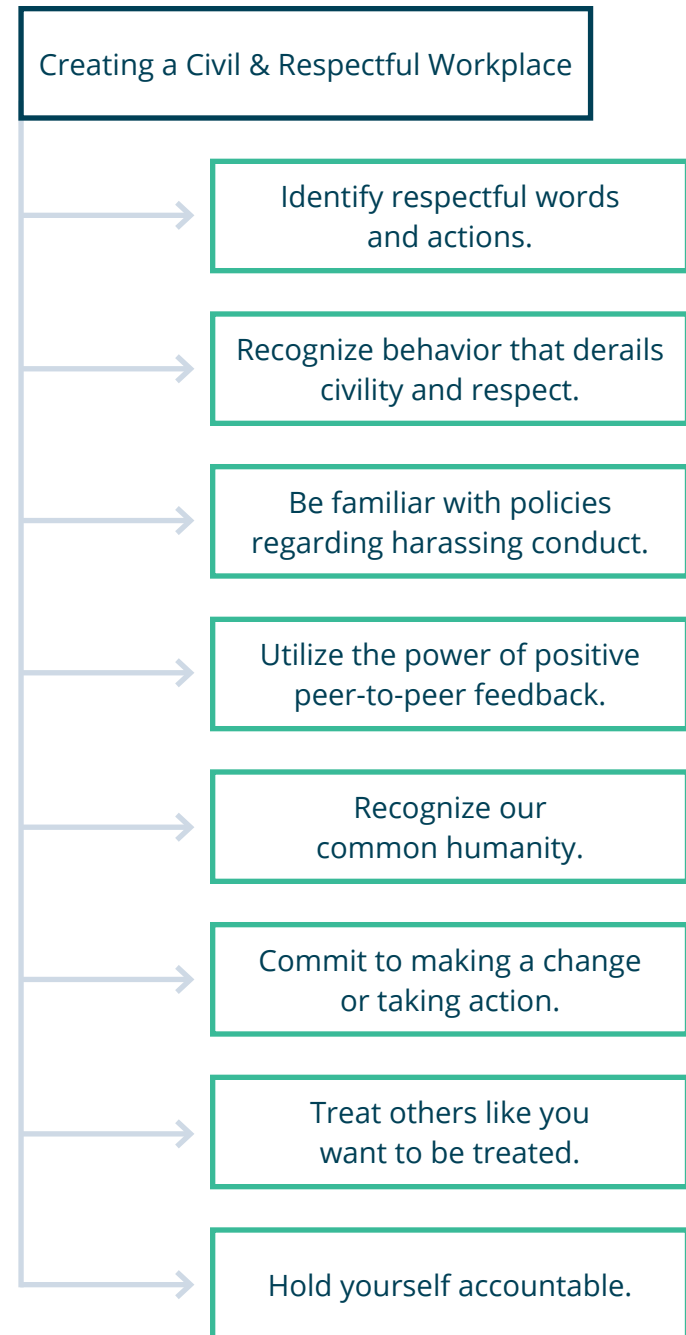 Creating a Civil & Respectful Workplace
Identify respectful words
and actions.
Recognize behavior that derails
civility and respect.
Be familiar with policies
regarding harassing conduct.
Utilize the power of positive
peer-to-peer feedback.
Recognize our
common humanity.
Commit to making a change
or taking action.
Treat others like you
want to be treated.
Hold yourself accountable.